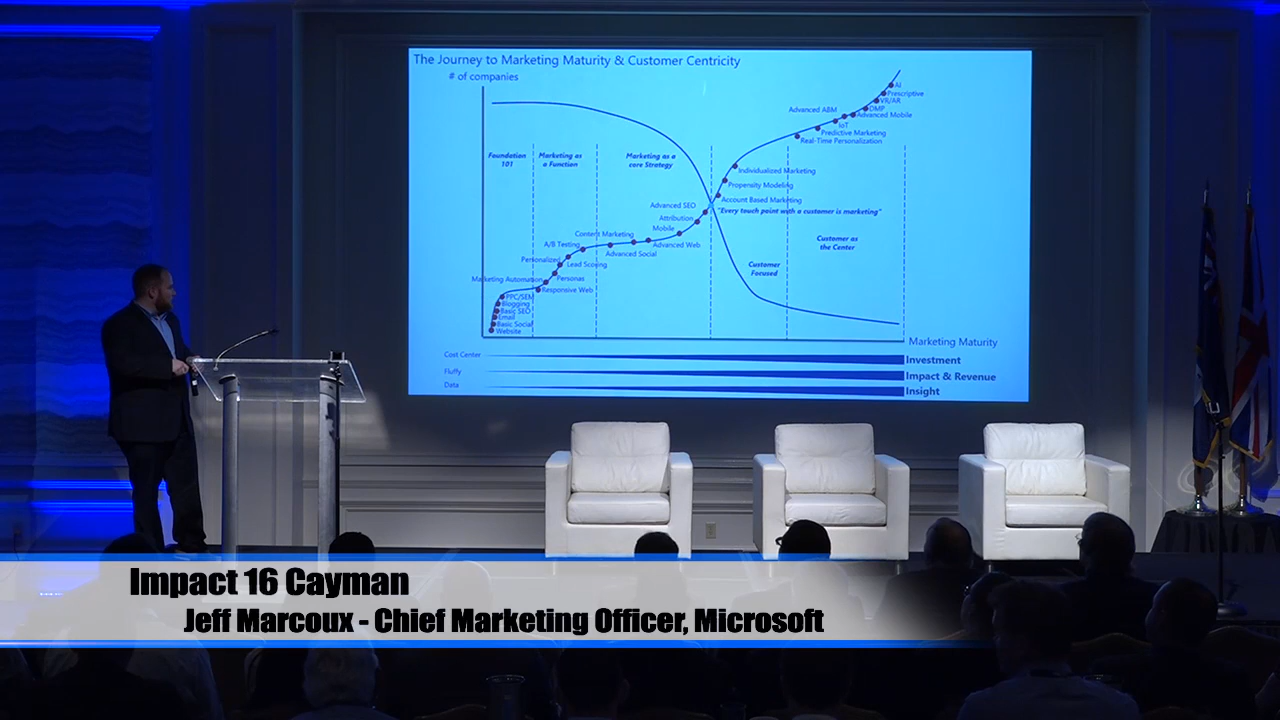 The Journey to Marketing Maturity & Customer Centricity
# of companies
Foundation
101
Marketing as
a Function
Marketing as a
core Strategy
Customer
Focused
Customer as
the Center
AI
Prescriptive
VR/AR
DMP
Advanced Mobile
IoT
Advanced ABM
Predictive Marketing
Real-Time Personalization
Individualized Marketing
Propensity Modeling
Account Based Marketing
"Every touch point with a customer is marketing"
Advanced SEO
Attribution
Mobile
Advanced Web
Content Marketing
Advanced Social
A/B Testing
Lead Scoring
Personalized
Personas
Marketing Automation
Responsive Web
PPC/SEM
Blogging
Basic SEO
Email
Basic Social
Website
Marketing Maturity
Cost Center
Investment
Fluffy
Impact & Revenue
Data
Insight
Impact 16 Cayman
Jeff Marcoux - Chief Marketing Officer, Microsoft